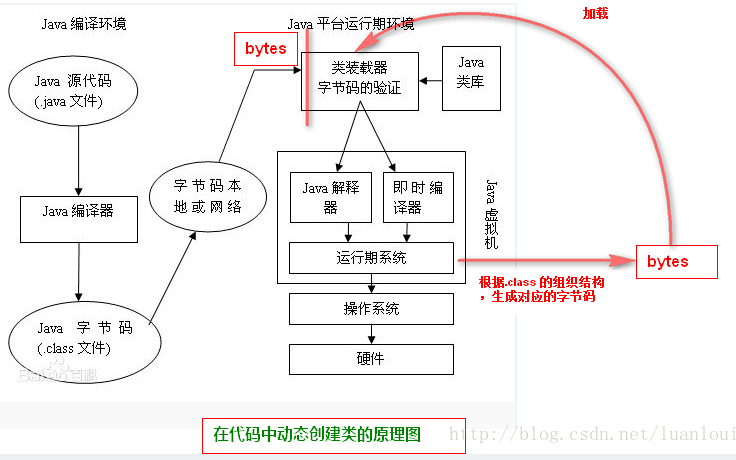 Java 编译环境
Java 平台运行期环境
加载
bytes
Java 源代码
(.java 文件)
类装载器
字节码的验证
Java
类库
字节码本
地或网络
Java 编译器
Java 解释
器
即时编
译器
Java 虚拟机
运行期系统
bytes
根据.class 的组织结构
，生成对应的字节码
Java 字节码
(.class 文件)
操作系统
硬件
Baidu百科
在代码中动态创建类的原理图
http://blog.csdn.net/luanloui